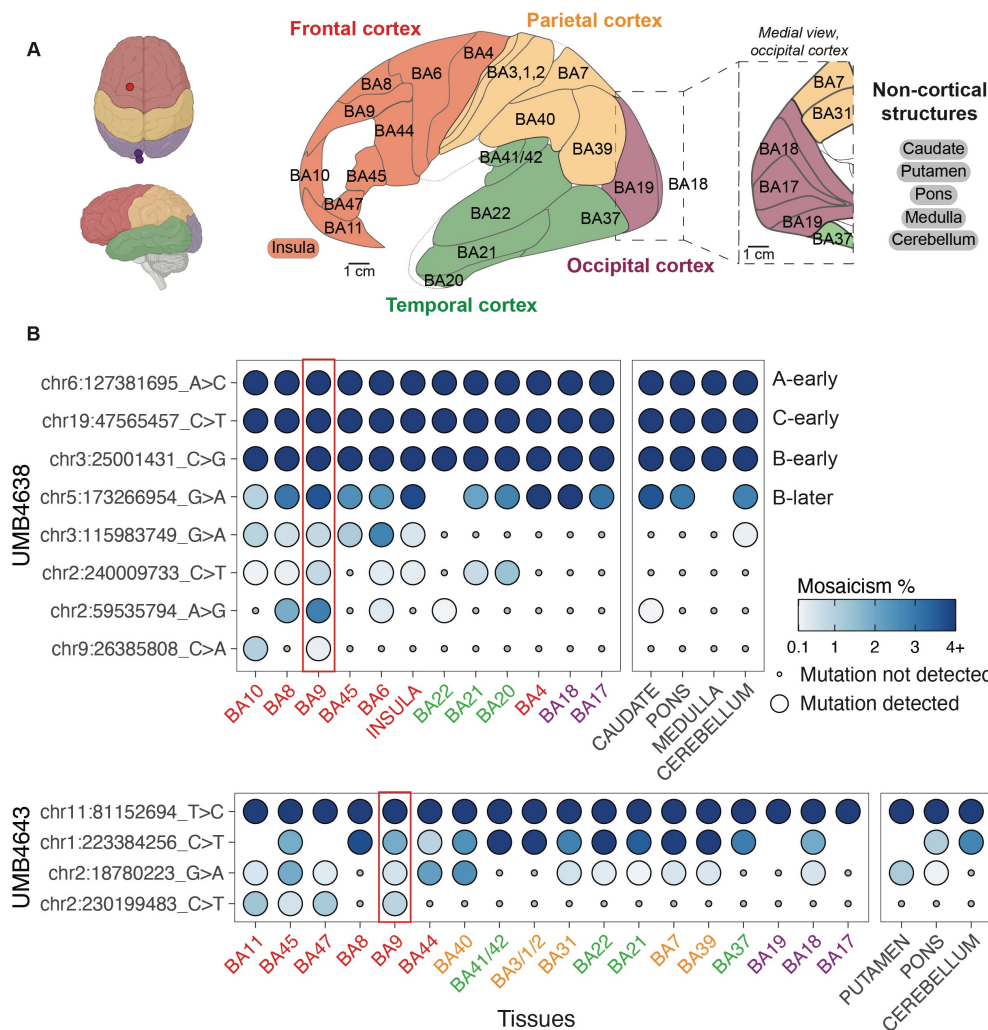 A
Frontal cortex
Parietal cortex
Medial view,
occipital cortex
BA4
BA6
BA3,1,2
BA7
BA8
BA9
BA44
BA40
BA39
BA41/42
BA10
BA45
BA47
BA11
BA22
BA37
BA19
BA18
BA21
BA20
Insula
1 cm
Occipital cortex
Temporal cortex
BA7
BA31
BA18
BA17
BA19
BA37
1 cm
Non-cortical
structures
Caudate
Putamen
Pons
Medulla
Cerebellum
B
UMB4638
chr6:127381695_A>C
A-early
chr19:47565457_C>T
C-early
chr3:25001431_C>G
B-early
chr5:173266954_G>A
B-later
chr3:115983749_G>A
chr2:240009733_C>T
chr2:59535794_A>G
chr9:26385808_C>A
BA10 BA8 BA9 BA45 BA6 INSULA BA22 BA21 BA20 BA4 BA18 BA17 CAUDATE PONS MEDULLA CEREBELLUM
Mosaicism %
0.1 1 2 3 4+
Mutation not detected
Mutation detected
UMB4643
chr11:81152694_T>C
chr1:223384256_C>T
chr2:18780223_G>A
chr2:230199483_C>T
BA11 BA45 BA47 BA8 BA9 BA44 BA40 BA41/42 BA3/1/2 BA31 BA22 BA21 BA7 BA39 BA37 BA19 BA18 BA17 PUTAMEN PONS CEREBELLUM
Tissues